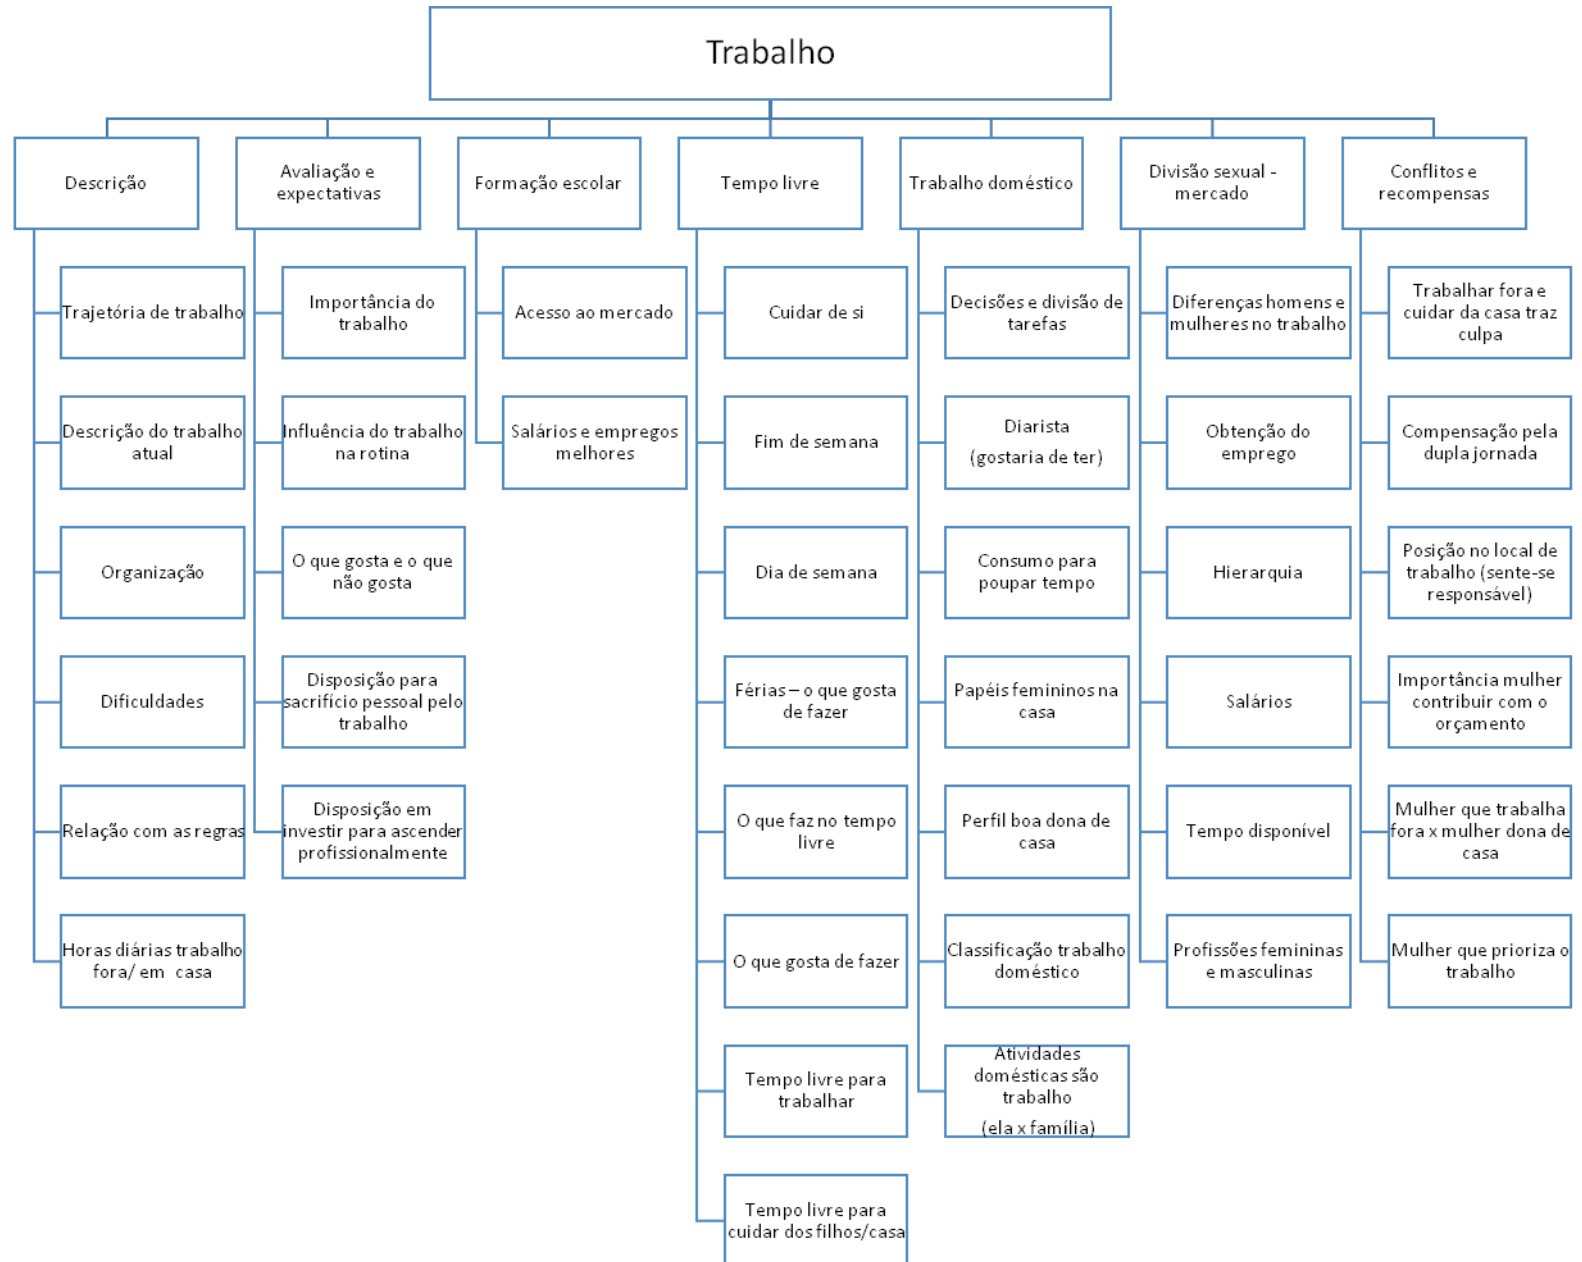 Trabalho
Descrição
Trajetória de trabalho
Descrição do trabalho
atual
Organização
Dificuldades
Relação com as regras
Horas diárias trabalho
fora/ em casa
Avaliação e
expectativas
Importância do
trabalho
Influência do trabalho
na rotina
O que gosta e o que
não gosta
Disposição para
sacrifício pessoal pelo
trabalho
Disposição em
investir para ascender
profissionalmente
Formação escolar
Acesso ao mercado
Salários e empregos
melhores
Tempo livre
Cuidar de si
Fim de semana
Dia de semana
Férias – o que gosta
de fazer
O que faz no tempo
livre
O que gosta de fazer
Tempo livre para
trabalhar
Tempo livre para
cuidar dos filhos/casa
Trabalho doméstico
Decisões e divisão de
tarefas
Diarista
(gostaria de ter)
Consumo para
poupar tempo
Papéis femininos na
casa
Perfil boa dona de
casa
Classificação trabalho
doméstico
Atividades
domésticas são
trabalho
(ela x família)
Divisão sexual -
mercado
Diferenças homens e
mulheres no trabalho
Obtenção do
emprego
Hierarquia
Salários
Tempo disponível
Profissões femininas
e masculinas
Conflitos e
recompensas
Trabalhar fora e
cuidar da casa traz
culpa
Compensação pela
dupla jornada
Posição no local de
trabalho (sente-se
responsável)
Importância mulher
contribuir com o
orçamento
Mulher que trabalha
fora x mulher dona de
casa
Mulher que prioriza o
trabalho